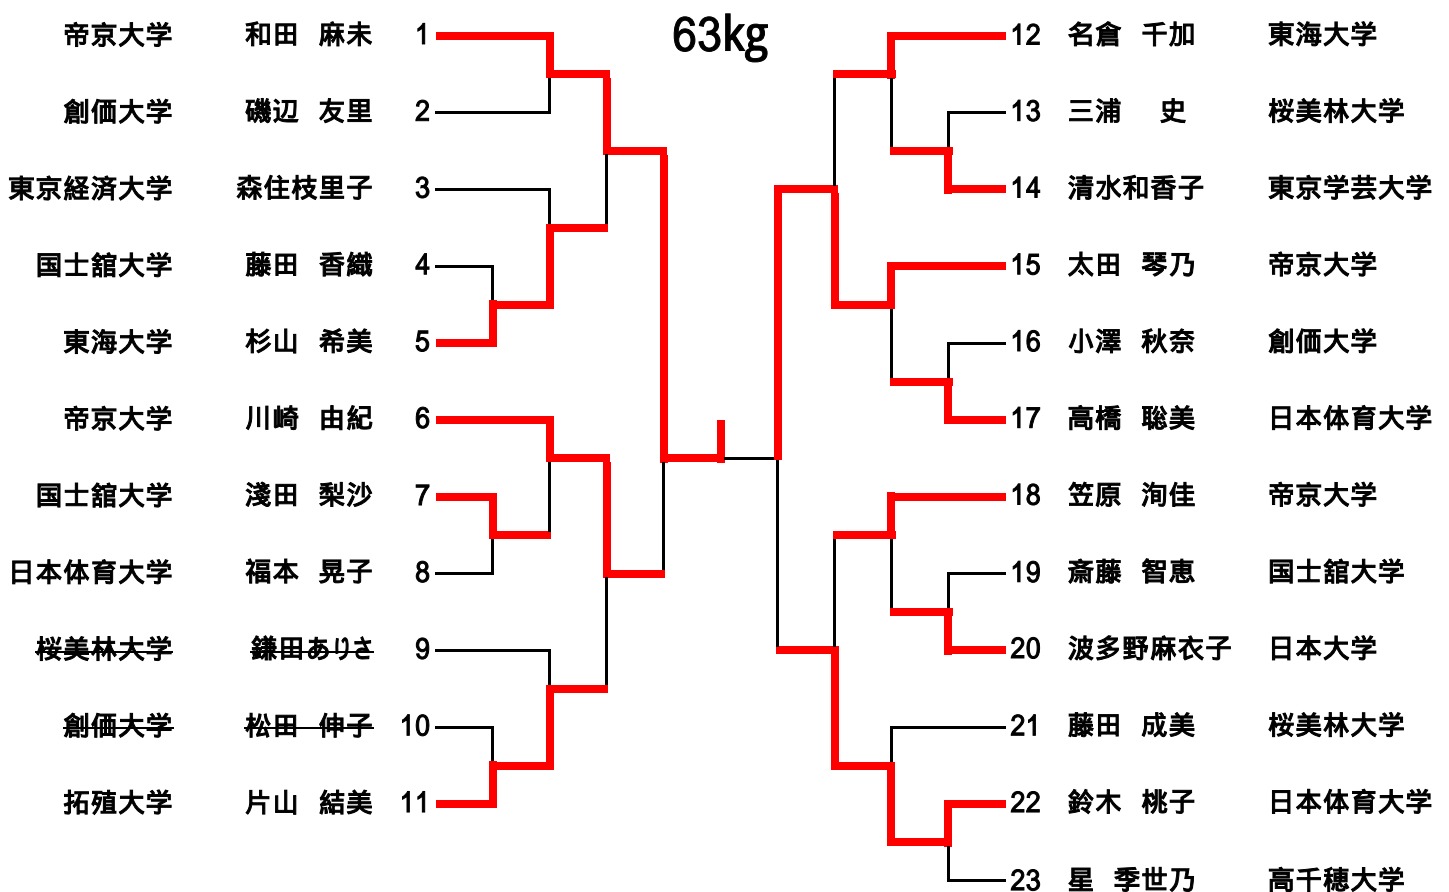 63kg
帝京大学 和田 麻未 1
創価大学 磯辺 友里 2
東京経済大学 森住枝里子 3
国士舘大学 藤田 香織 4
東海大学 杉山 希美 5
帝京大学 川崎 由紀 6
国士舘大学 淺田 梨沙 7
日本体育大学 福本 晃子 8
桜美林大学 鎌田ありさ 9
創価大学 松田 伸子 10
拓殖大学 片山 結美 11
12 名倉 千加 東海大学
13 三浦 史 桜美林大学
14 清水和香子 東京学芸大学
15 太田 琴乃 帝京大学
16 小澤 秋奈 創価大学
17 高橋 聡美 日本体育大学
18 笠原 洵佳 帝京大学
19 斎藤 智恵 国士舘大学
20 波多野麻衣子 日本大学
21 藤田 成美 桜美林大学
22 鈴木 桃子 日本体育大学
23 星 季世乃 高千穂大学